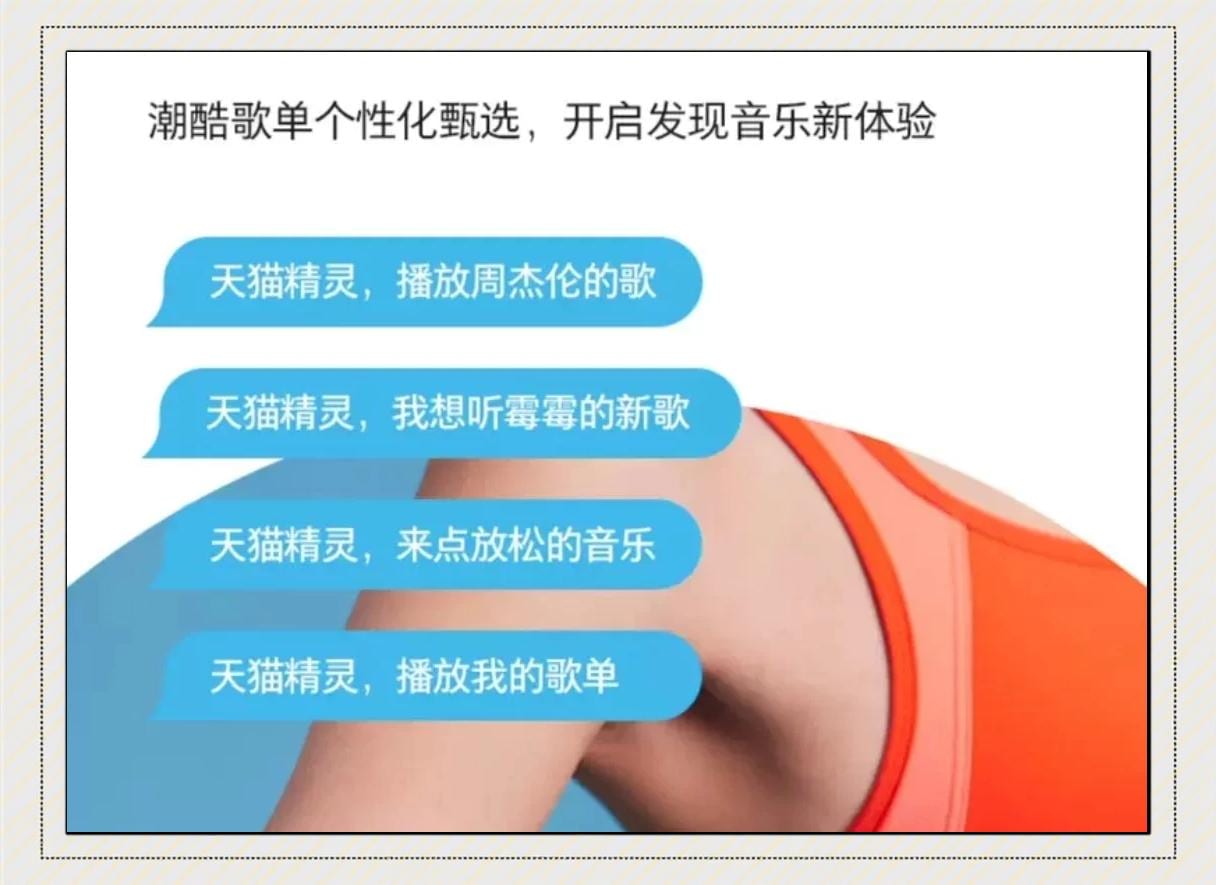 潮酷歌单个性化甄选，开启发现音乐新体验
天猫精灵，播放周杰伦的歌
天猫精灵，我想听霉霉的新歌
天猫精灵，来点放松的音乐
天猫精灵，播放我的歌单